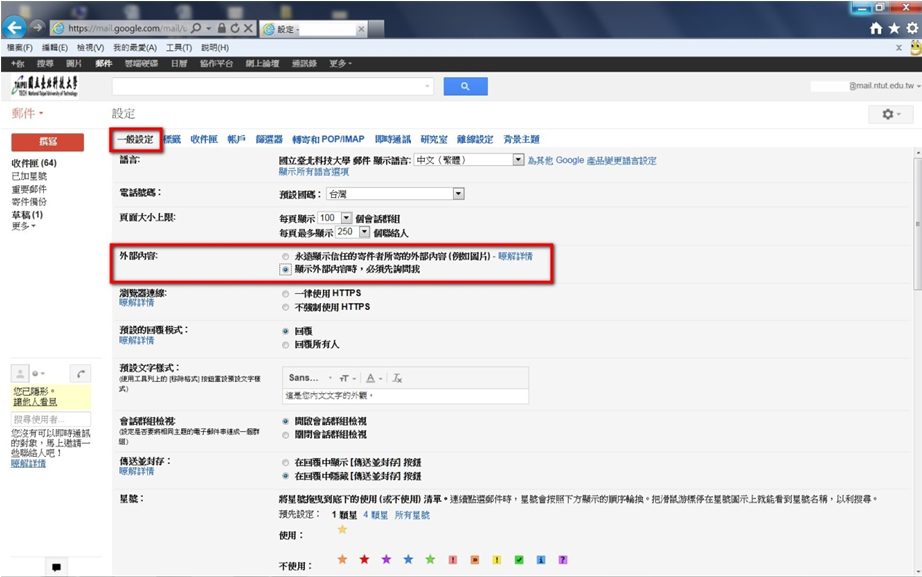 https://mail.google.com/mail/u
設定 -
檔案(F) 編輯(E) 檢視(V) 我的最愛(A) 工具(T) 說明(H)
+你 搜尋 圖片 郵件 雲端硬碟 日曆 協作平台 網上論壇 通訊錄 更多
國立臺北科技大學
@mail.ntut.edu.tw
郵件
設定
撰寫
收件匣 (64)
已加星號
重要郵件
寄件備份
草稿 (1)
更多
您已隱形。
讓他人看見
搜尋使用者...
您沒有可以即時通訊
的對象，馬上邀請一
些聯絡人吧！
瞭解詳情
一般設定 標籤 收件匣 帳戶 篩選器 轉寄和 POP/IMAP 即時通訊 研究室 離線設定 背景主題
語言: 國立臺北科技大學 郵件 顯示語言: 中文（繁體） 為其他 Google 產品變更語言設定
顯示所有語言選項
電話號碼： 預設國碼： 台灣
頁面大小上限: 每頁顯示 100 個會話群組
每頁最多顯示 250 個聯絡人
外部內容: 永遠顯示信任的寄件者所寄的外部內容 (例如圖片) - 瞭解詳情
顯示外部內容時，必須先詢問我
瀏覽器連線: 一律使用 HTTPS
瞭解詳情 不強制使用 HTTPS
預設的回覆模式： 回覆
瞭解詳情 回覆所有人
預設文字樣式： Sans...
(使用工具列上的 [移除格式] 按鈕重設預設文字樣
式) 這是您內文文字的外觀。
會話群組檢視: 開啟會話群組檢視
(設定是否要將相同主題的電子郵件串連成一個群
組) 關閉會話群組檢視
傳送並封存： 在回覆中顯示 [傳送並封存] 按鈕
瞭解詳情 在回覆中隱藏 [傳送並封存] 按鈕
星號： 將星號拖曳到底下的使用 (或不使用) 清單。連續點選郵件時，星號會按照下方顯示的順序輪換。把滑鼠游標停在星號圖示上就能看到星號名稱，以利搜尋。
預先設定： 1 顆星 4 顆星 所有星號
使用：
不使用：